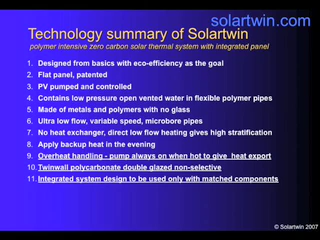 solartwin.com
Technology summary of Solartwin
polymer intensive zero carbon solar thermal system with integrated panel
1. Designed from basics with eco-efficiency as the goal
2. Flat panel, patented
3. PV pumped and controlled
4. Contains low pressure open vented water in flexible polymer pipes
5. Made of metals and polymers with no glass
6. Ultra low flow, variable speed, microbore pipes
7. No heat exchanger, direct low flow heating gives high stratification
8. Apply backup heat in the evening
9. Overheat handling - pump always on when hot to give heat export
10. Twinwall polycarbonate double glazed non-selective
11. Integrated system design to be used only with matched components
© Solartwin 2007